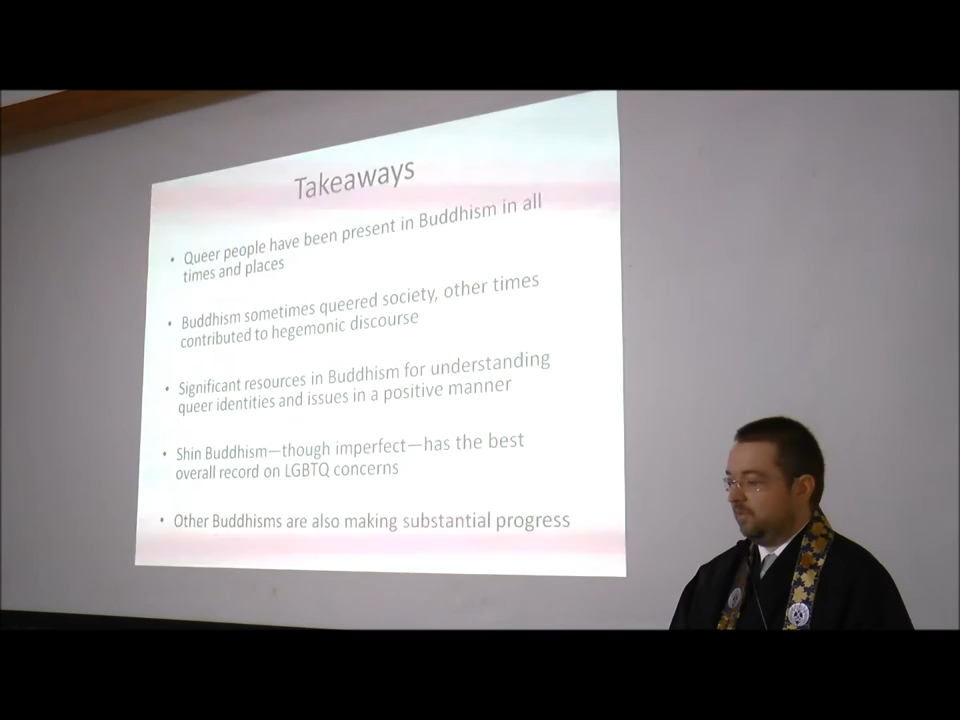 Takeaways
• Queer people have been present in Buddhism in all
times and places
• Buddhism sometimes queered society, other times
contributed to hegemonic discourse
• Significant resources in Buddhism for understanding
queer identities and issues in a positive manner
• Shin Buddhism—though imperfect—has the best
overall record on LGBTQ concerns
• Other Buddhisms are also making substantial progress